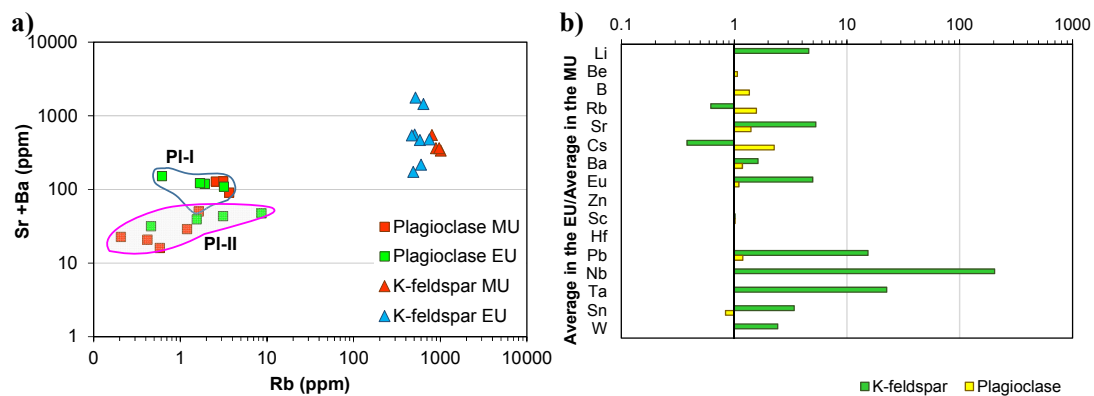 a)
10000
1000
100
10
1
Sr +Ba (ppm)
Pl-I
Pl-II
Plagioclase MU
Plagioclase EU
K-feldspar MU
K-feldspar EU
0 1 10 100 1000 10000
Rb (ppm)
b)
0.1 1 10 100 1000
Average in the EU/Average in the MU
Li
Be
B
Rb
Sr
Cs
Ba
Eu
Zn
Sc
Hf
Pb
Nb
Ta
Sn
W
K-feldspar Plagioclase